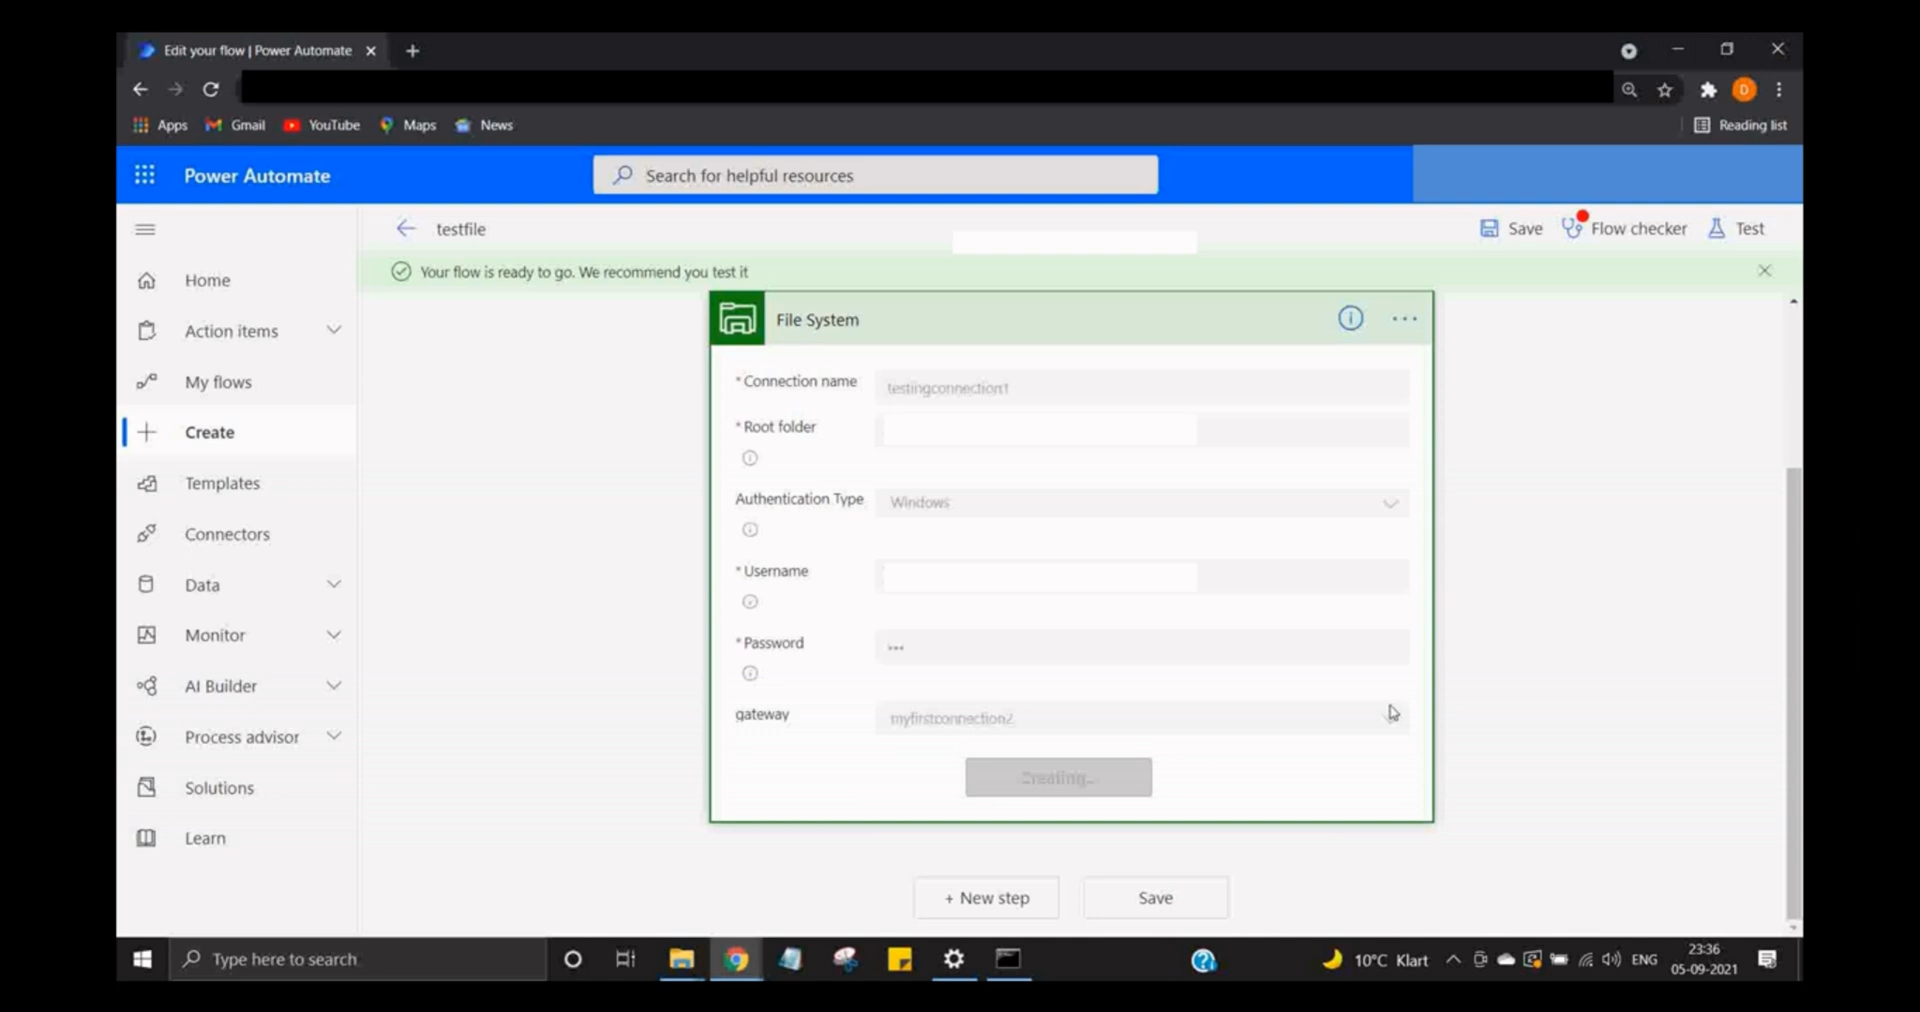 Edit your flow | Power Automate
Apps Gmail YouTube Maps News Reading list
Power Automate Search for helpful resources
testfile Save Flow checker Test
Your flow is ready to go. We recommend you test it
Home
Action items
My flows
Create
Templates
Connectors
Data
Monitor
AI Builder
Process advisor
Solutions
Learn
File System
* Connection name testingconnection1
* Root folder
Authentication Type Windows
* Username
* Password •••
gateway myfirstconnection2
Creating...
+ New step Save
Type here to search 10°C Klart ENG 23:36
05-09-2021